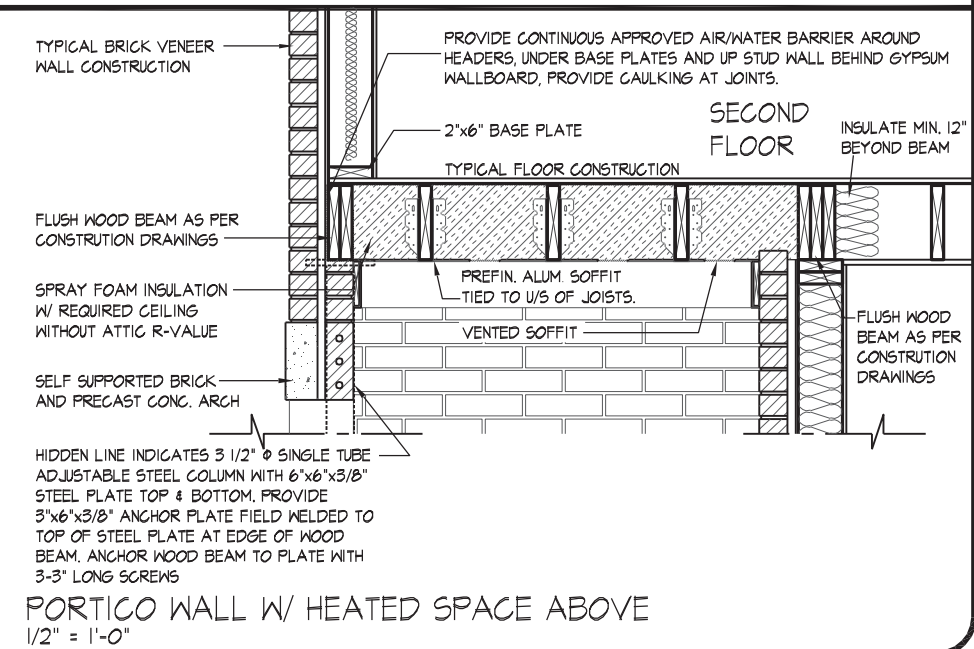 TYPICAL BRICK VENEER
WALL CONSTRUCTION
PROVIDE CONTINUOUS APPROVED AIR/WATER BARRIER AROUND
HEADERS, UNDER BASE PLATES AND UP STUD WALL BEHIND GYPSUM
WALLBOARD, PROVIDE CAULKING AT JOINTS.
2"x6" BASE PLATE
SECOND
FLOOR
INSULATE MIN. 12"
BEYOND BEAM
TYPICAL FLOOR CONSTRUCTION
FLUSH WOOD BEAM AS PER
CONSTRUTION DRAWINGS
SPRAY FOAM INSULATION
W/ REQUIRED CEILING
WITHOUT ATTIC R-VALUE
PREFIN. ALUM. SOFFIT
TIED TO U/S OF JOISTS.
VENTED SOFFIT
FLUSH WOOD
BEAM AS PER
CONSTRUTION
DRAWINGS
SELF SUPPORTED BRICK
AND PRECAST CONC. ARCH
HIDDEN LINE INDICATES 3 1/2" Φ SINGLE TUBE
ADJUSTABLE STEEL COLUMN WITH 6"x6"x3/8"
STEEL PLATE TOP & BOTTOM. PROVIDE
3"x6"x3/8" ANCHOR PLATE FIELD WELDED TO
TOP OF STEEL PLATE AT EDGE OF WOOD
BEAM. ANCHOR WOOD BEAM TO PLATE WITH
3-3" LONG SCREWS
PORTICO WALL W/ HEATED SPACE ABOVE
1/2" = 1'-0"